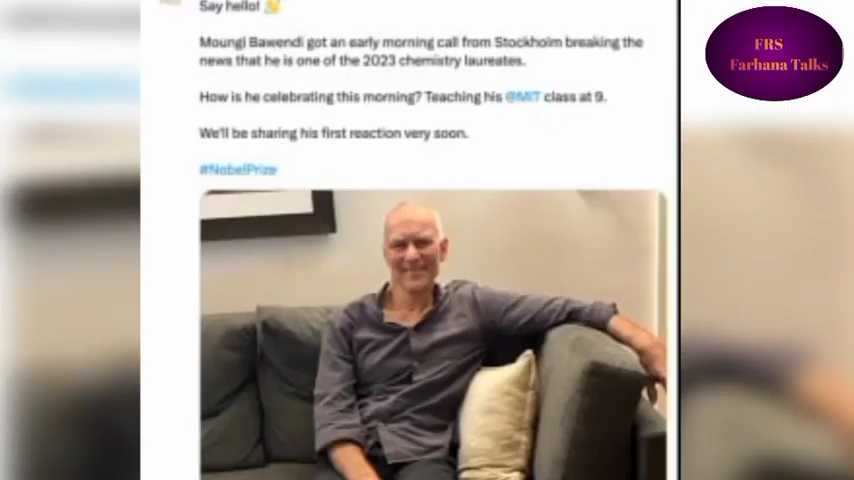 Say hello! 👋
Moungi Bawendi got an early morning call from Stockholm breaking the
news that he is one of the 2023 chemistry laureates.
How is he celebrating this morning? Teaching his @MIT class at 9.
We'll be sharing his first reaction very soon.
#NobelPrize
FRS
Farhana Talks